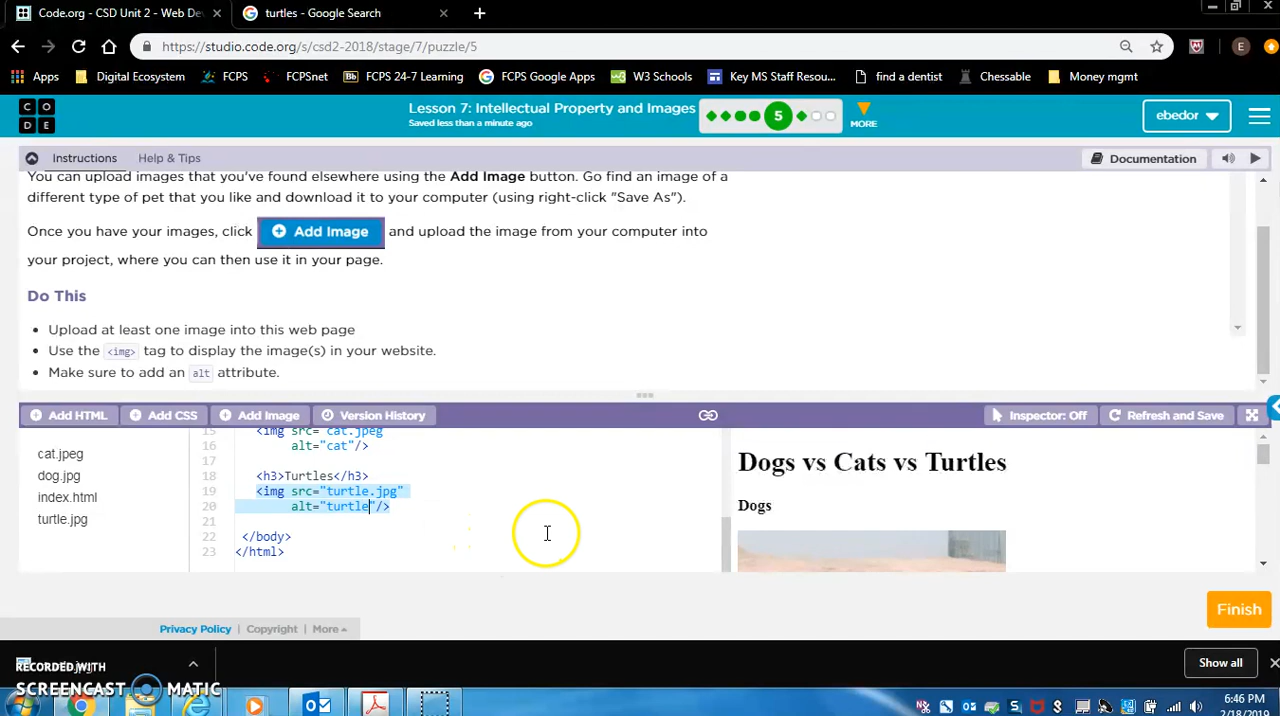 Code.org - CSD Unit 2 - Web De
turtles - Google Search
https://studio.code.org/s/csd2-2018/stage/7/puzzle/5
Apps
Digital Ecosystem
FCPS
FCPSnet
Bb
FCPS 24-7 Learning
FCPS Google Apps
W3 Schools
Key MS Staff Resou...
find a dentist
Chessable
Money mgmt
C O
D E
Lesson 7: Intellectual Property and Images
Saved less than a minute ago
5
MORE
ebedor
Instructions
Help & Tips
Documentation
You can upload images that you've found elsewhere using the Add Image button. Go find an image of a
different type of pet that you like and download it to your computer (using right-click "Save As").
Once you have your images, click Add Image and upload the image from your computer into
your project, where you can then use it in your page.
Do This
Upload at least one image into this web page
Use the <img> tag to display the image(s) in your website.
Make sure to add an alt attribute.
Add HTML
Add CSS
Add Image
Version History
Inspector: Off
Refresh and Save
cat.jpeg
dog.jpg
index.html
turtle.jpg
15 <img src="cat.jpeg
16 alt="cat"/>
17
18 <h3>Turtles</h3>
19 <img src="turtle.jpg"
20 alt="turtle"/>
21
22 </body>
23 </html>
Dogs vs Cats vs Turtles
Dogs
Finish
Privacy Policy
Copyright
More
RECORDED WITH
SCREENCAST MATIC
Show all
6:46 PM
2/18/2019